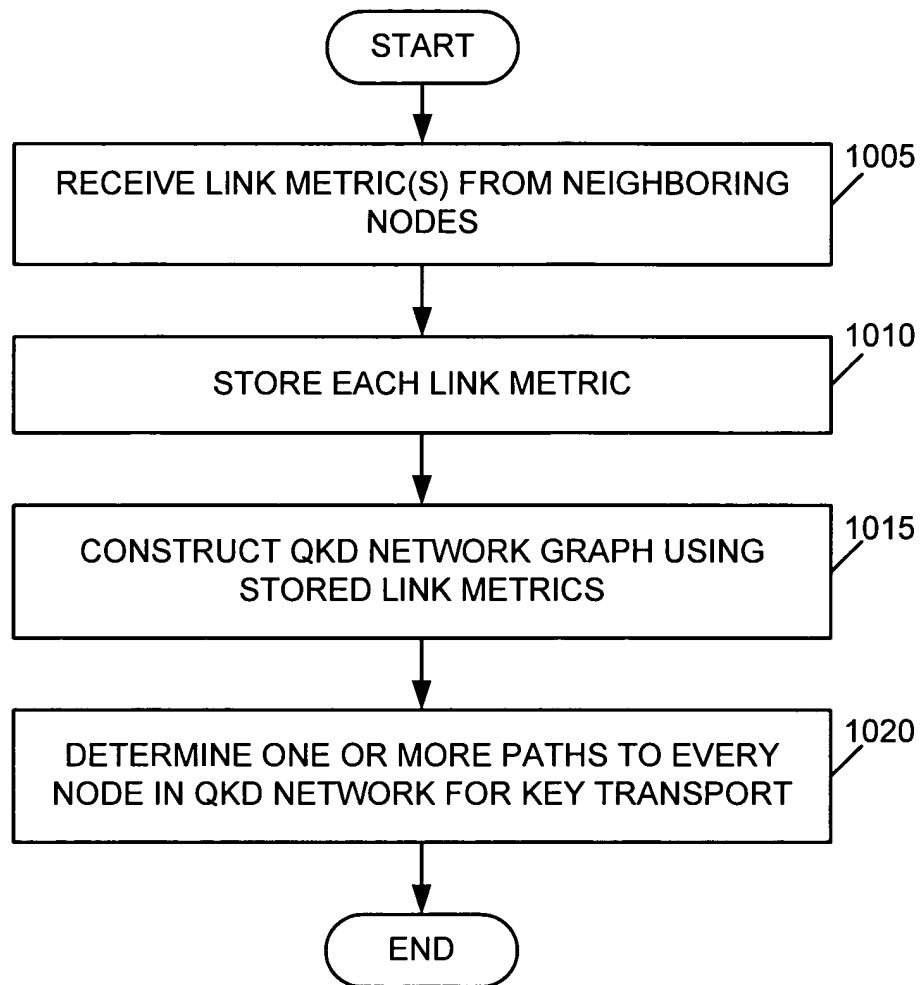 START
RECEIVE LINK METRIC(S) FROM NEIGHBORING
NODES
1005
STORE EACH LINK METRIC
1010
CONSTRUCT QKD NETWORK GRAPH USING
STORED LINK METRICS
1015
DETERMINE ONE OR MORE PATHS TO EVERY
NODE IN QKD NETWORK FOR KEY TRANSPORT
1020
END